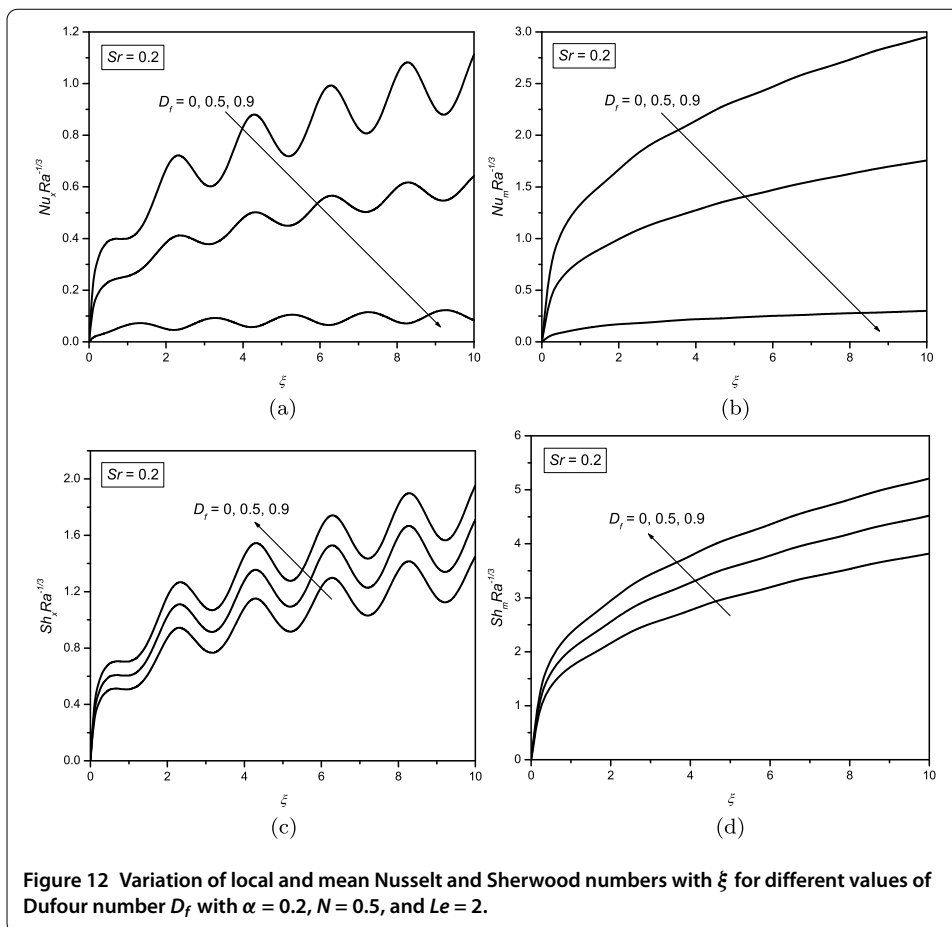 1.2
1.0
0.8
0.6
0.4
0.2
0.0
Nu_x Ra^{-1/3}
Sr = 0.2
D_f = 0, 0.5, 0.9
0 2 4 6 8 10
ξ
(a)
3.0
2.5
2.0
1.5
1.0
0.5
0.0
Nu_m Ra^{-1/3}
Sr = 0.2
D_f = 0, 0.5, 0.9
0 2 4 6 8 10
ξ
(b)
2.0
1.6
1.2
0.8
0.4
0.0
Sh_x Ra^{-1/3}
Sr = 0.2
D_f = 0, 0.5, 0.9
0 2 4 6 8 10
ξ
(c)
6
5
4
3
2
1
0
Sh_m Ra^{-1/3}
Sr = 0.2
D_f = 0, 0.5, 0.9
0 2 4 6 8 10
ξ
(d)
Figure 12 Variation of local and mean Nusselt and Sherwood numbers with ξ for different values of
Dufour number D_f with α = 0.2, N = 0.5, and Le = 2.